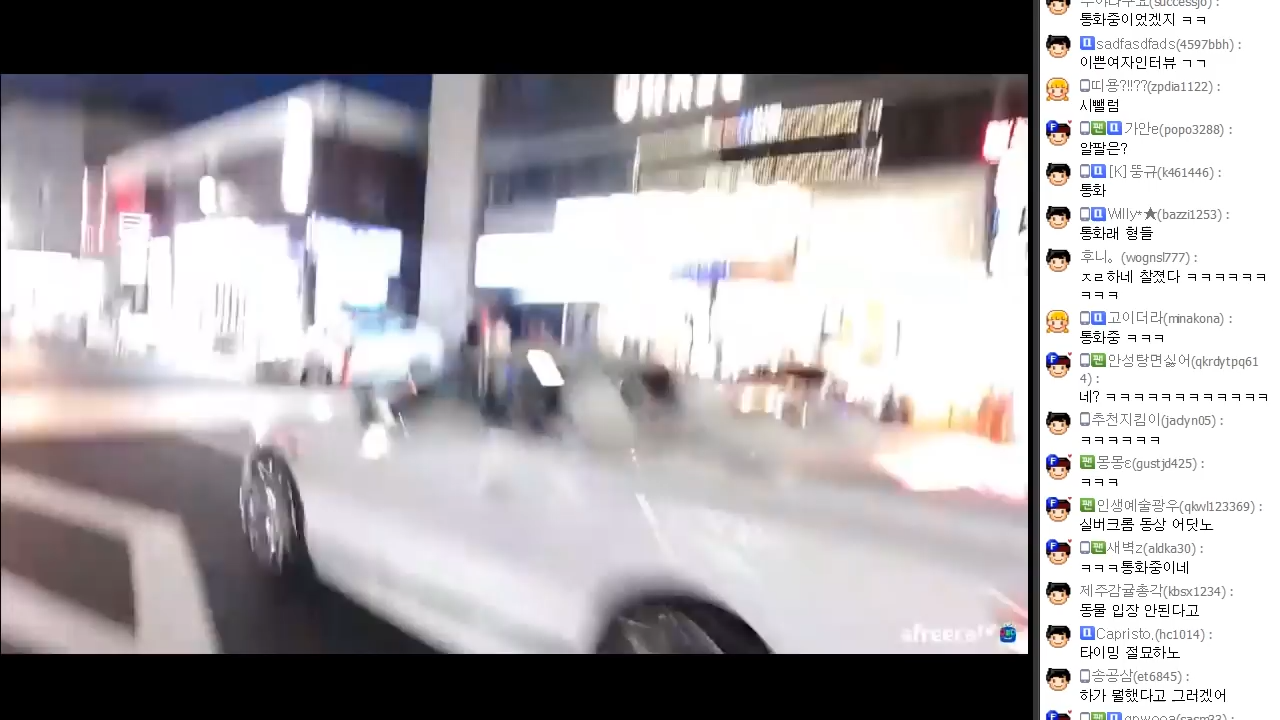 통화중이었겠지 ㅋㅋ
sadfasdfads(4597bbh) :
이쁜여자인터뷰 ㄱㄱ
띠용?!!??(zpdia1122) :
시빨럼
가안e(popo3288) :
알팔은?
[K] 뚱규(k461446) :
통화
Willy*★(bazzi1253) :
통화래 형들
후니。(wognsl777) :
ㅈㄹ하네 찰졌다 ㅋㅋㅋㅋㅋㅋ
ㅋㅋㅋ
고이더라(minakona) :
통화중 ㅋㅋㅋ
안성탕면싫어(qkrdytpq61
4) :
네? ㅋㅋㅋㅋㅋㅋㅋㅋㅋㅋㅋㅋ
추천지킴이(jadyn05) :
ㅋㅋㅋㅋㅋㅋ
몽몽ε(gustjd425) :
ㅋㅋㅋ
인생예술광우(qkwl123369) :
실버크롬 동상 어딧노
새벽z(aldka30) :
ㅋㅋㅋ통화중이네
제주감귤총각(kbsx1234) :
동물 입장 안된다고
Capristo.(hc1014) :
타이밍 절묘하노
송공삼(et6845) :
하가 뭘했다고 그러겠어
afreeca